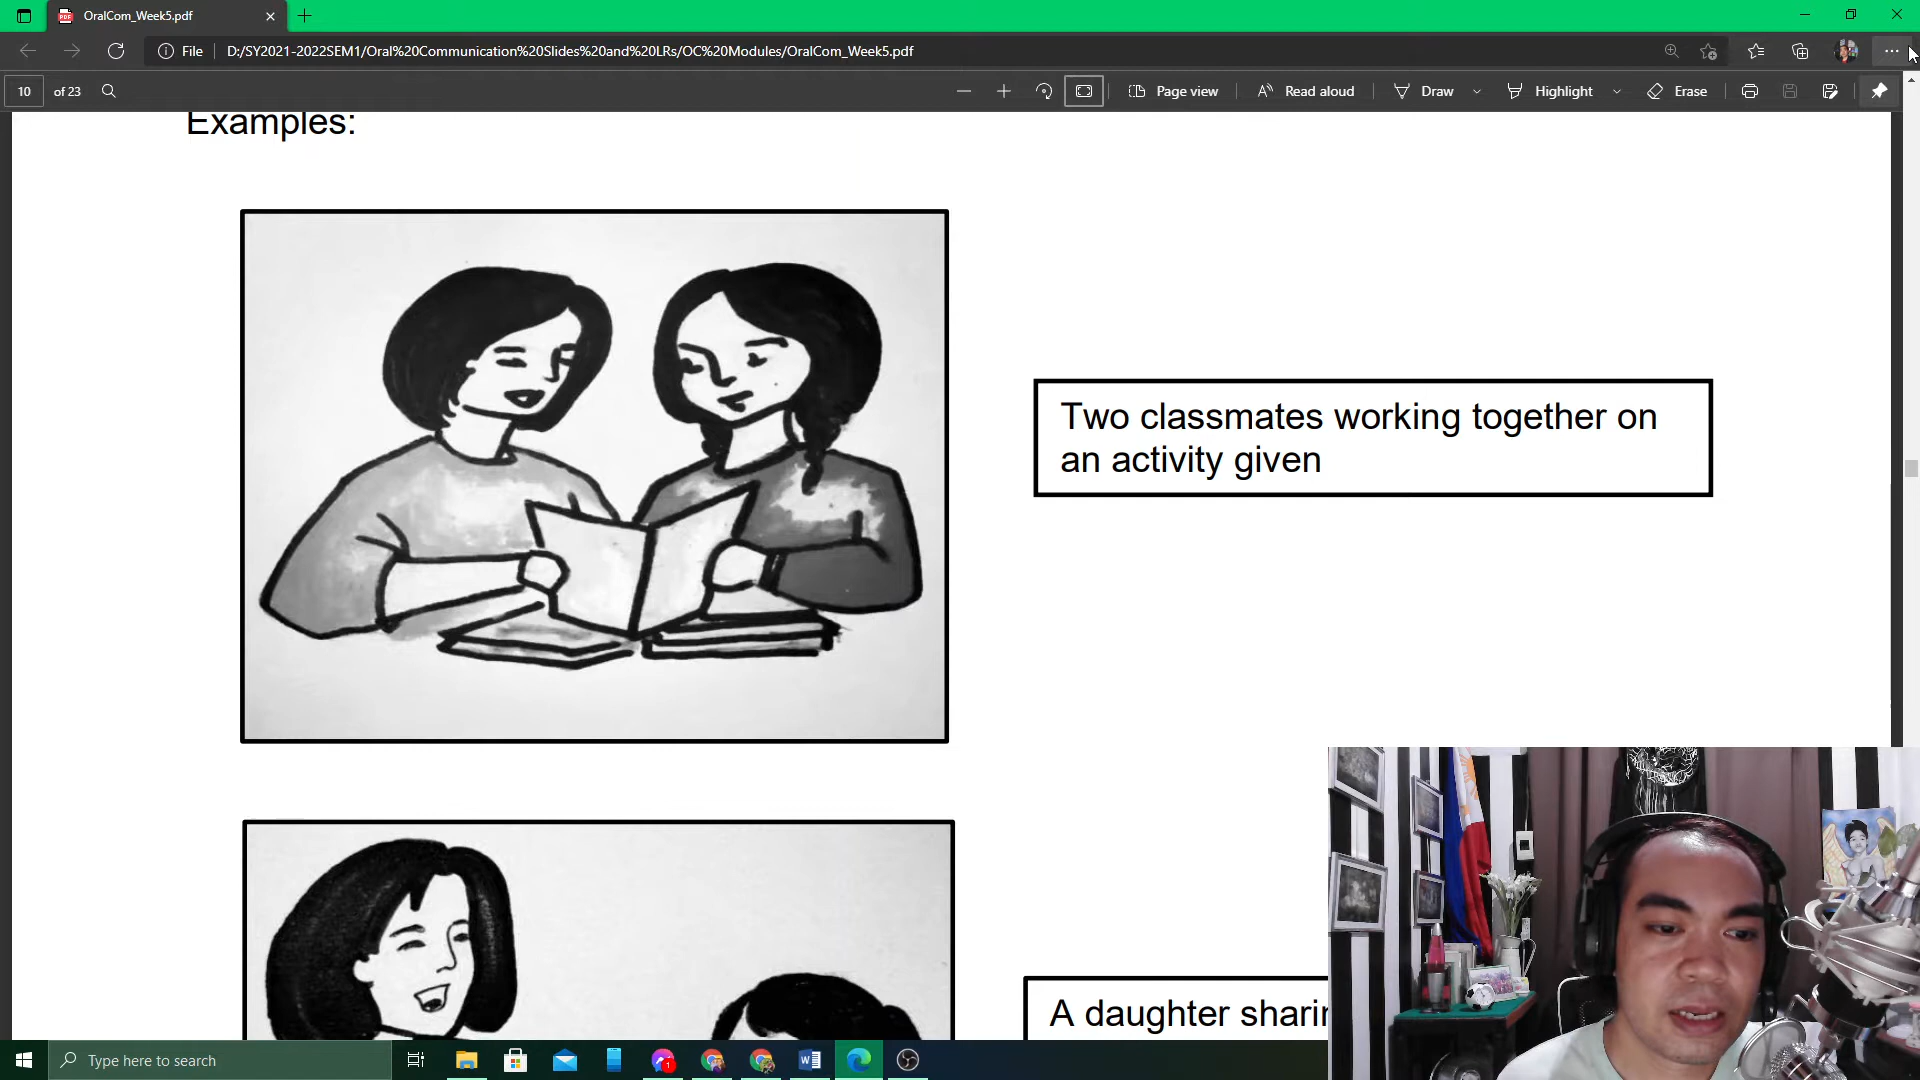 OralCom_Week5.pdf
File
D:/SY2021-2022SEM1/Oral%20Communication%20Slides%20and%20LRs/OC%20Modules/OralCom_Week5.pdf
10 of 23
Page view
Read aloud
Draw
Highlight
Erase
Examples:
Two classmates working together on
an activity given
A daughter
Type here to search
1